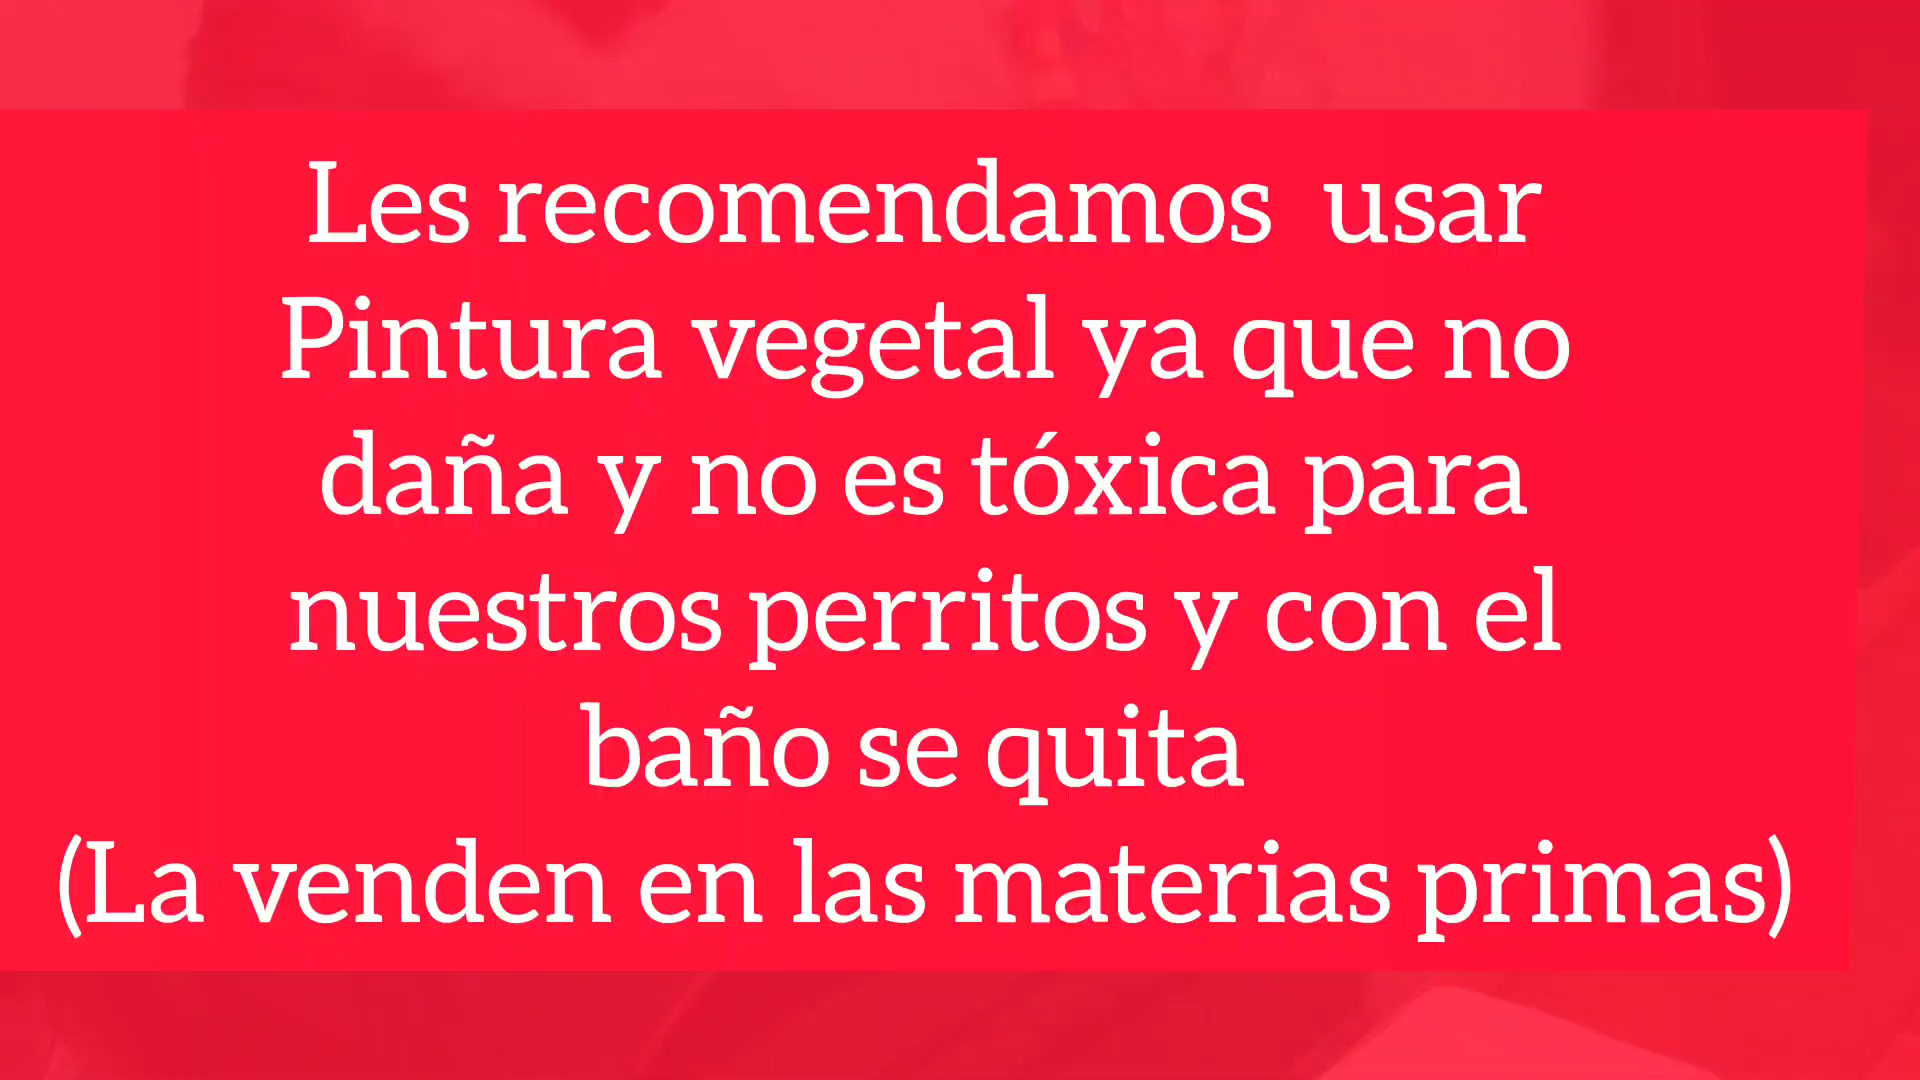 Les recomendamos usar
Pintura vegetal ya que no
daña y no es tóxica para
nuestros perritos y con el
baño se quita
(La venden en las materias primas)